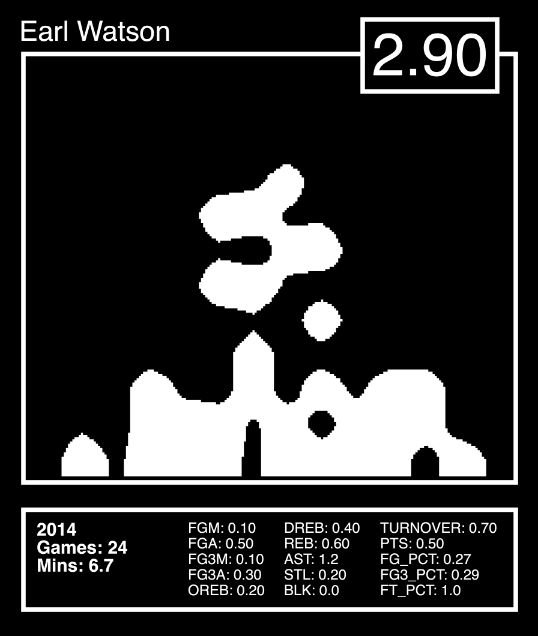 Earl Watson
2.90
2014
Games: 24
Mins: 6.7
FGM: 0.10
FGA: 0.50
FG3M: 0.10
FG3A: 0.30
OREB: 0.20
DREB: 0.40
REB: 0.60
AST: 1.2
STL: 0.20
BLK: 0.0
TURNOVER: 0.70
PTS: 0.50
FG_PCT: 0.27
FG3_PCT: 0.29
FT_PCT: 1.0